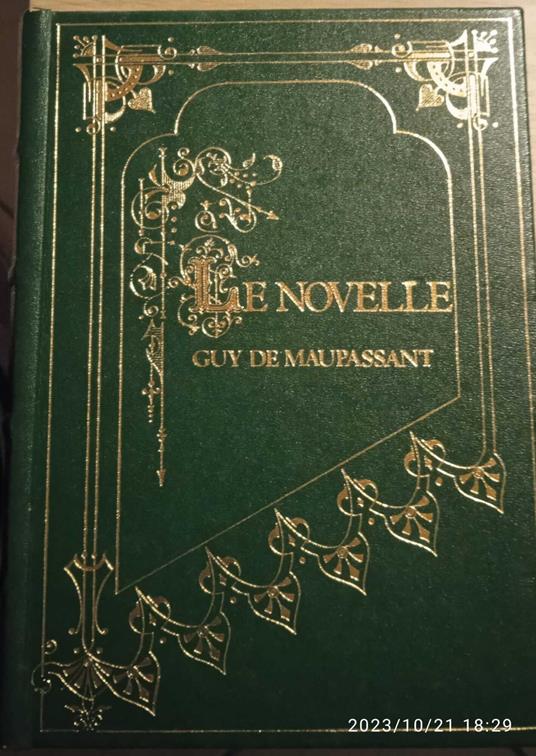 LE NOVELLE
GUY DE MAUPASSANT
2023/10/21 18:29